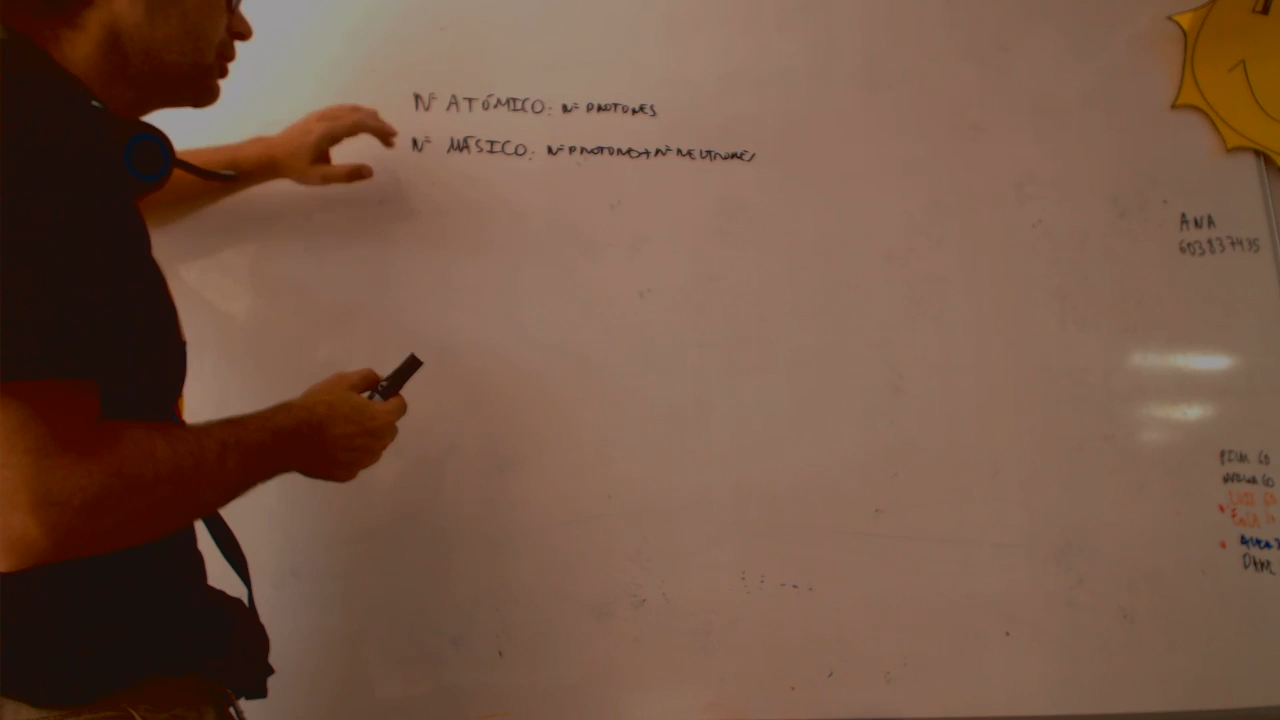 Nº ATÓMICO: Nº PROTONES
Nº MÁSICO: Nº PROTONES + Nº NEUTRONES
ANA
603837435